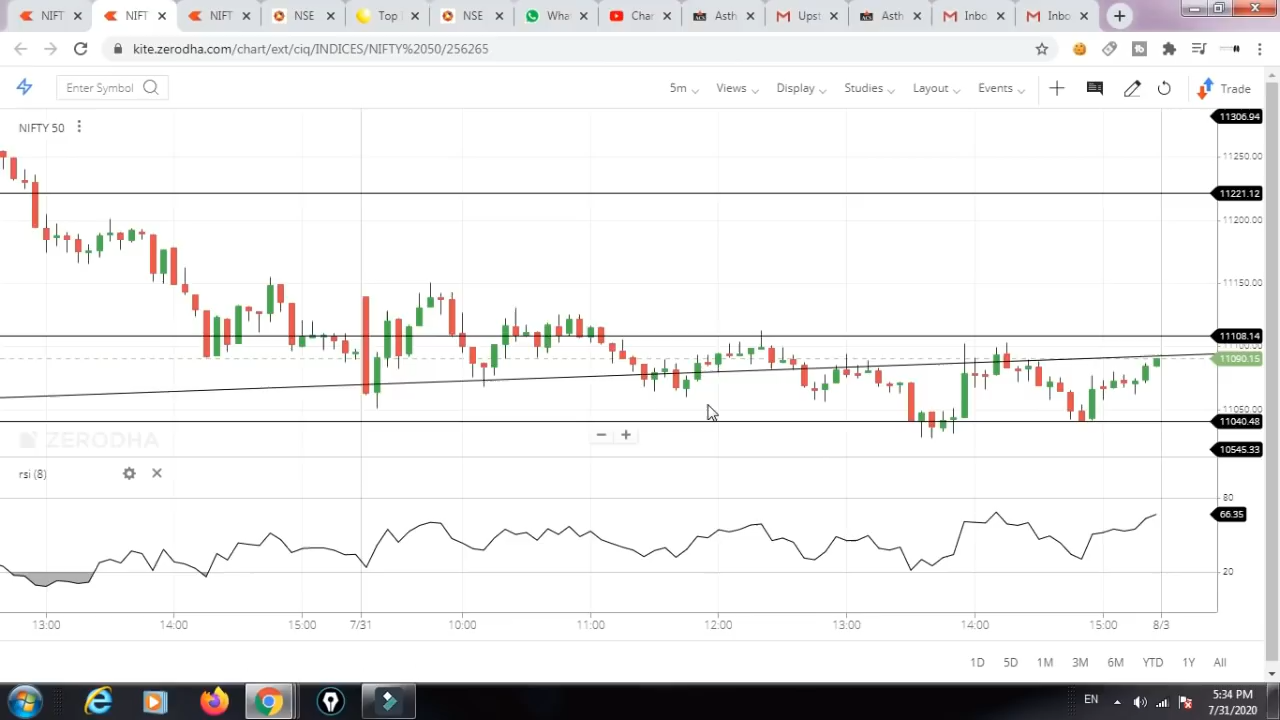 NIFT
NIFT
NIFT
NSE
Top
NSE
Wha
Char
Asth
Upst
Asth
Inbo
Inbo
kite.zerodha.com/chart/ext/ciq/INDICES/NIFTY%2050/256265
Enter Symbol
5m
Views
Display
Studies
Layout
Events
Trade
NIFTY 50
11306.94
11250.00
11221.12
11200.00
11150.00
11108.14
11100.00
11090.15
11050.00
11040.48
ZERODHA
10545.33
rsi (8)
80
66.35
20
13:00 14:00 15:00 7/31 10:00 11:00 12:00 13:00 14:00 15:00 8/3
1D 5D 1M 3M 6M YTD 1Y All
EN
5:34 PM
7/31/2020